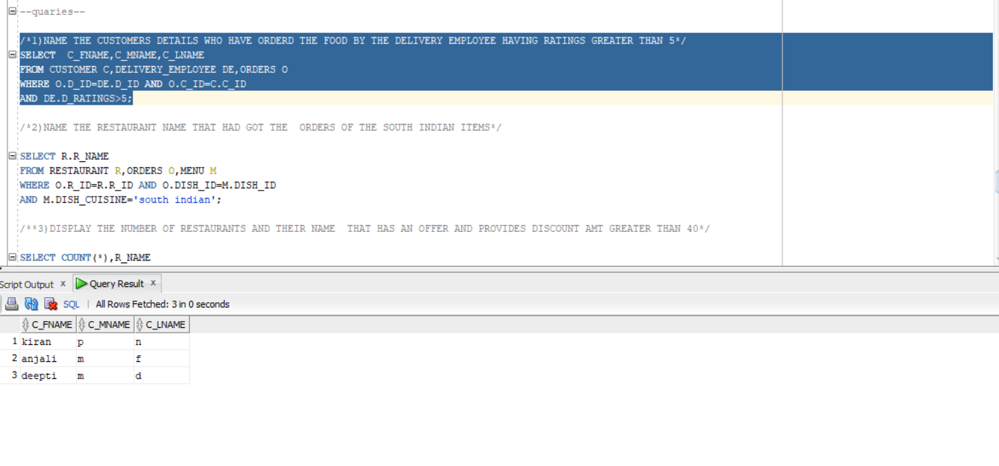 --quaries--
/*1)NAME THE CUSTOMERS DETAILS WHO HAVE ORDERD THE FOOD BY THE DELIVERY EMPLOYEE HAVING RATINGS GREATER THAN 5*/
SELECT  C_FNAME,C_MNAME,C_LNAME
FROM CUSTOMER C,DELIVERY_EMPLOYEE DE,ORDERS O
WHERE O.D_ID=DE.D_ID AND O.C_ID=C.C_ID
AND DE.D_RATINGS>5;
/*2)NAME THE RESTAURANT NAME THAT HAD GOT THE  ORDERS OF THE SOUTH INDIAN ITEMS*/
SELECT R.R_NAME
FROM RESTAURANT R,ORDERS O,MENU M
WHERE O.R_ID=R.R_ID AND O.DISH_ID=M.DISH_ID
AND M.DISH_CUISINE='south indian';
/**3)DISPLAY THE NUMBER OF RESTAURANTS AND THEIR NAME  THAT HAS AN OFFER AND PROVIDES DISCOUNT AMT GREATER THAN 40*/
SELECT COUNT(*),R_NAME
Script Output x Query Result x
SQL | All Rows Fetched: 3 in 0 seconds
C_FNAME C_MNAME C_LNAME
1 kiran p n
2 anjali m f
3 deepti m d